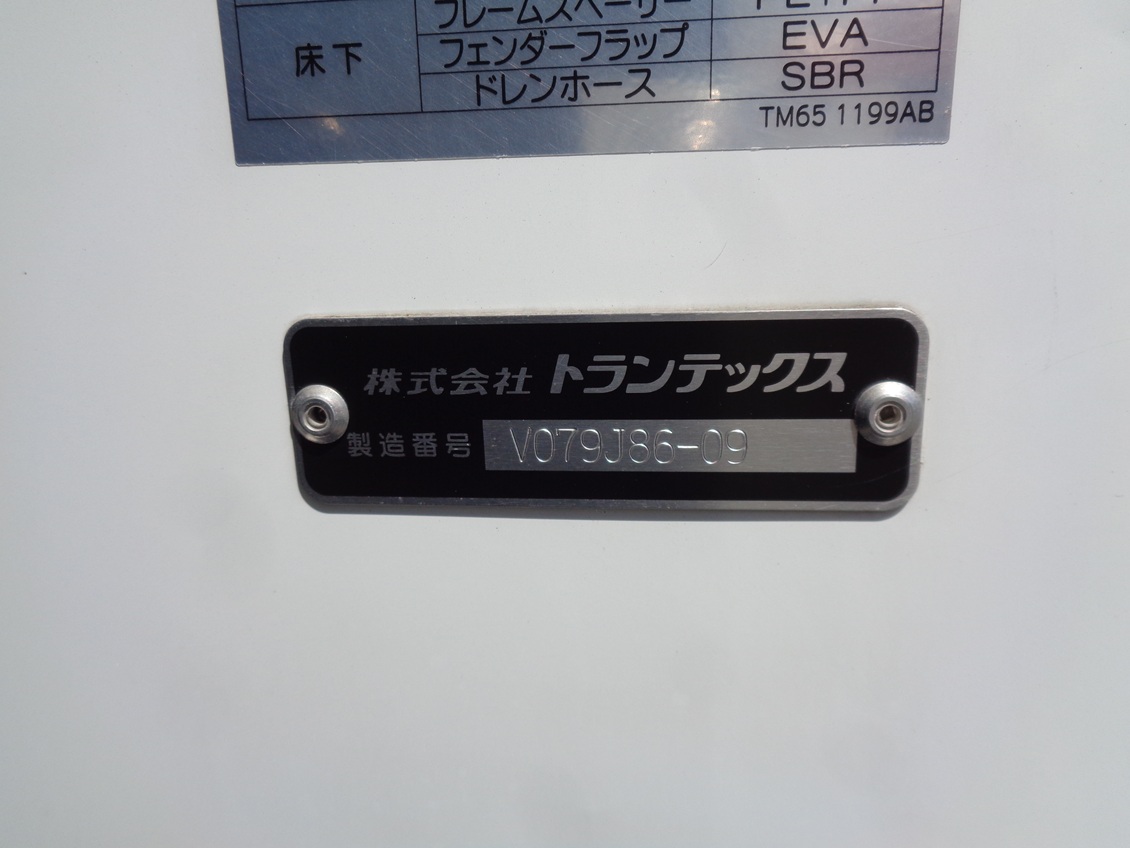 床下
フェンダーフラップ EVA
ドレンホース SBR
TM65 1199AB
株式会社 トランテックス
製造番号 V079J86-09